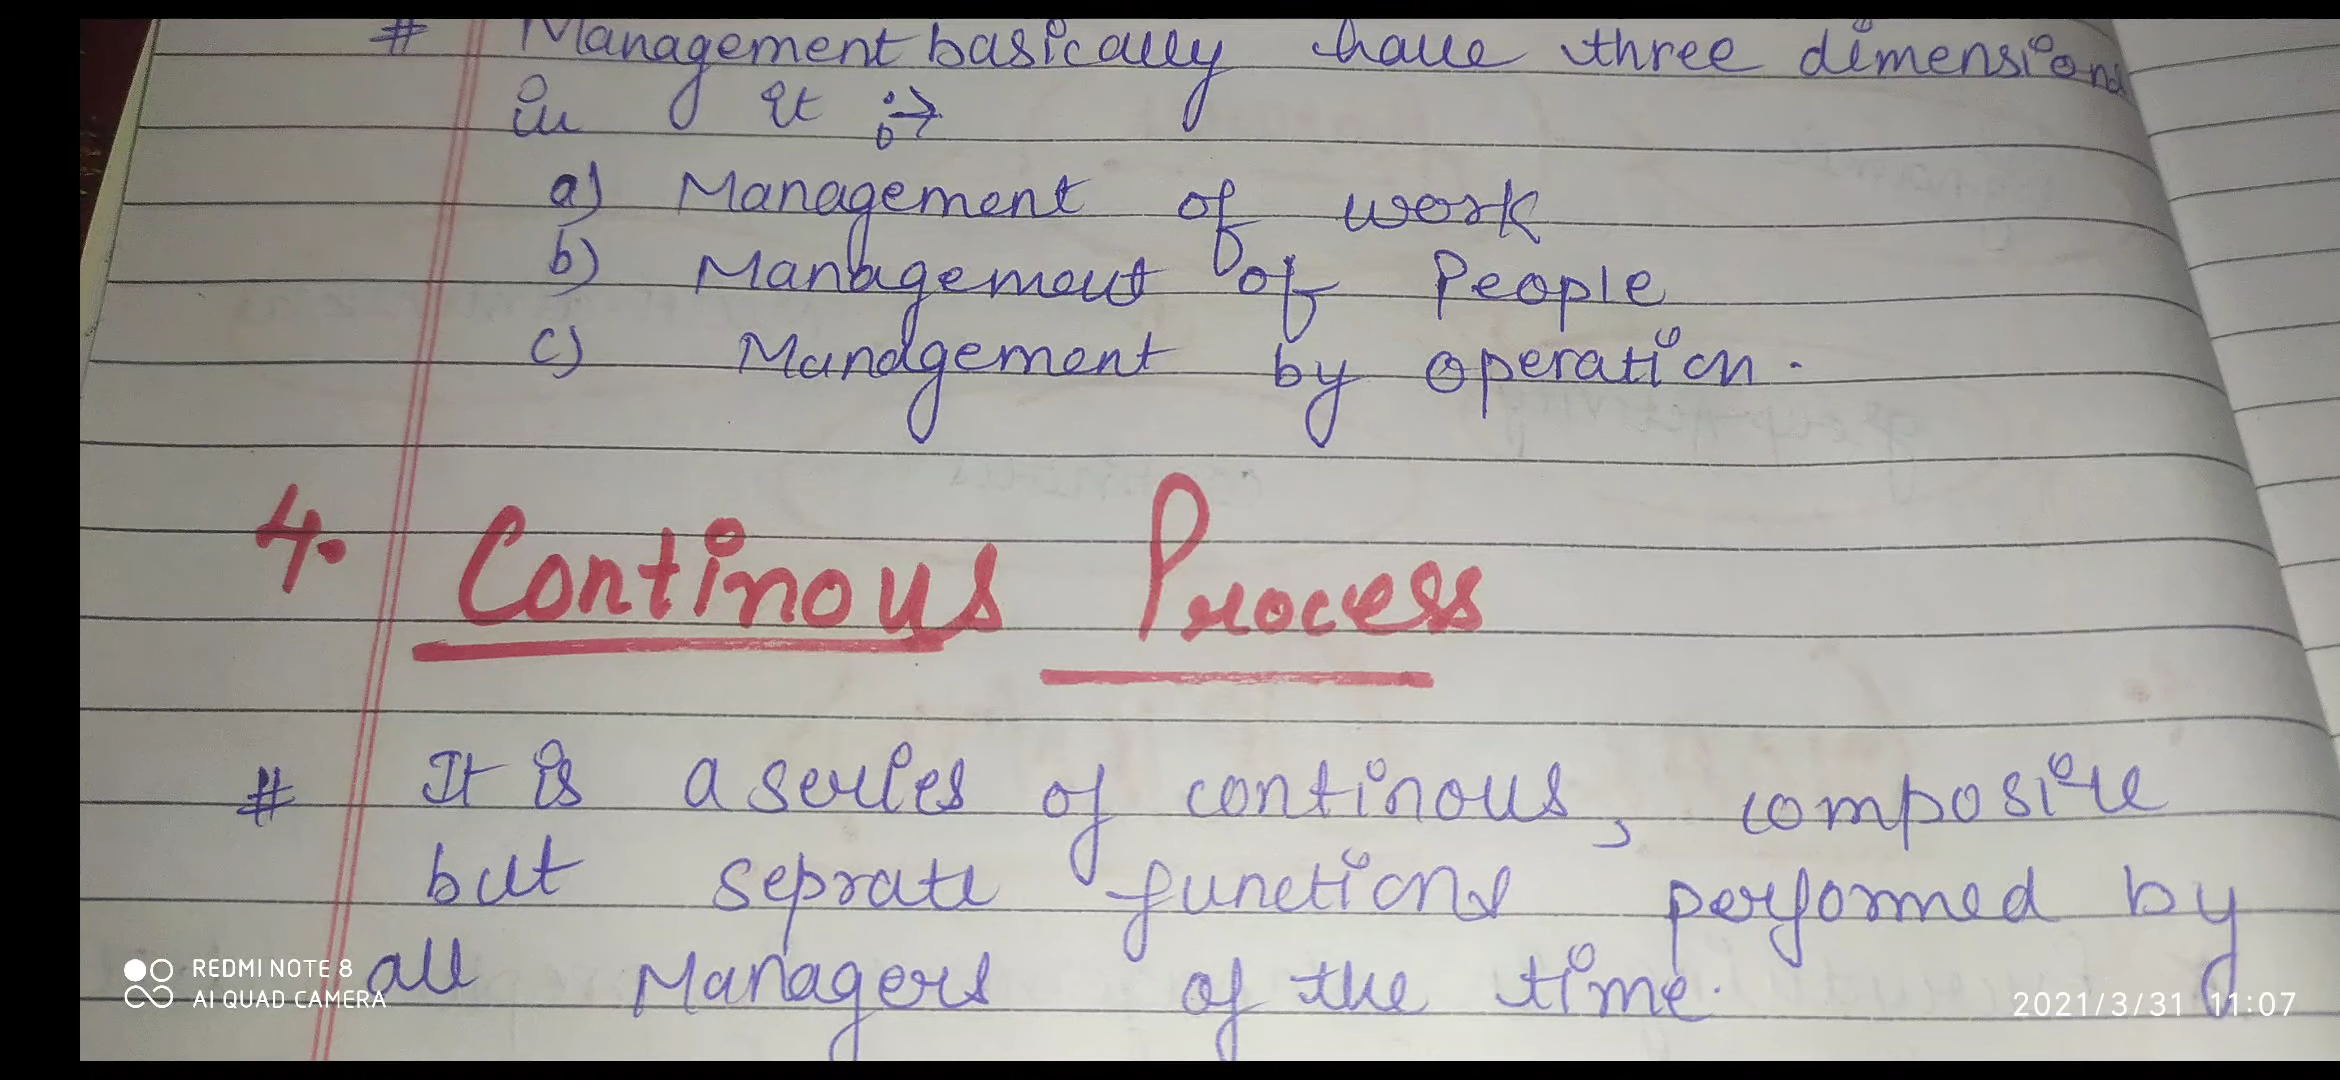 # Management basically have three dimensions
in it :→
a) Management of work
b) Management of People
c) Management by operation.
4. Continous Process
# It is a series of continous, composite
but seprate functions performed by
all Managers of the time.
REDMI NOTE 8
AI QUAD CAMERA
2021/3/31 11:07